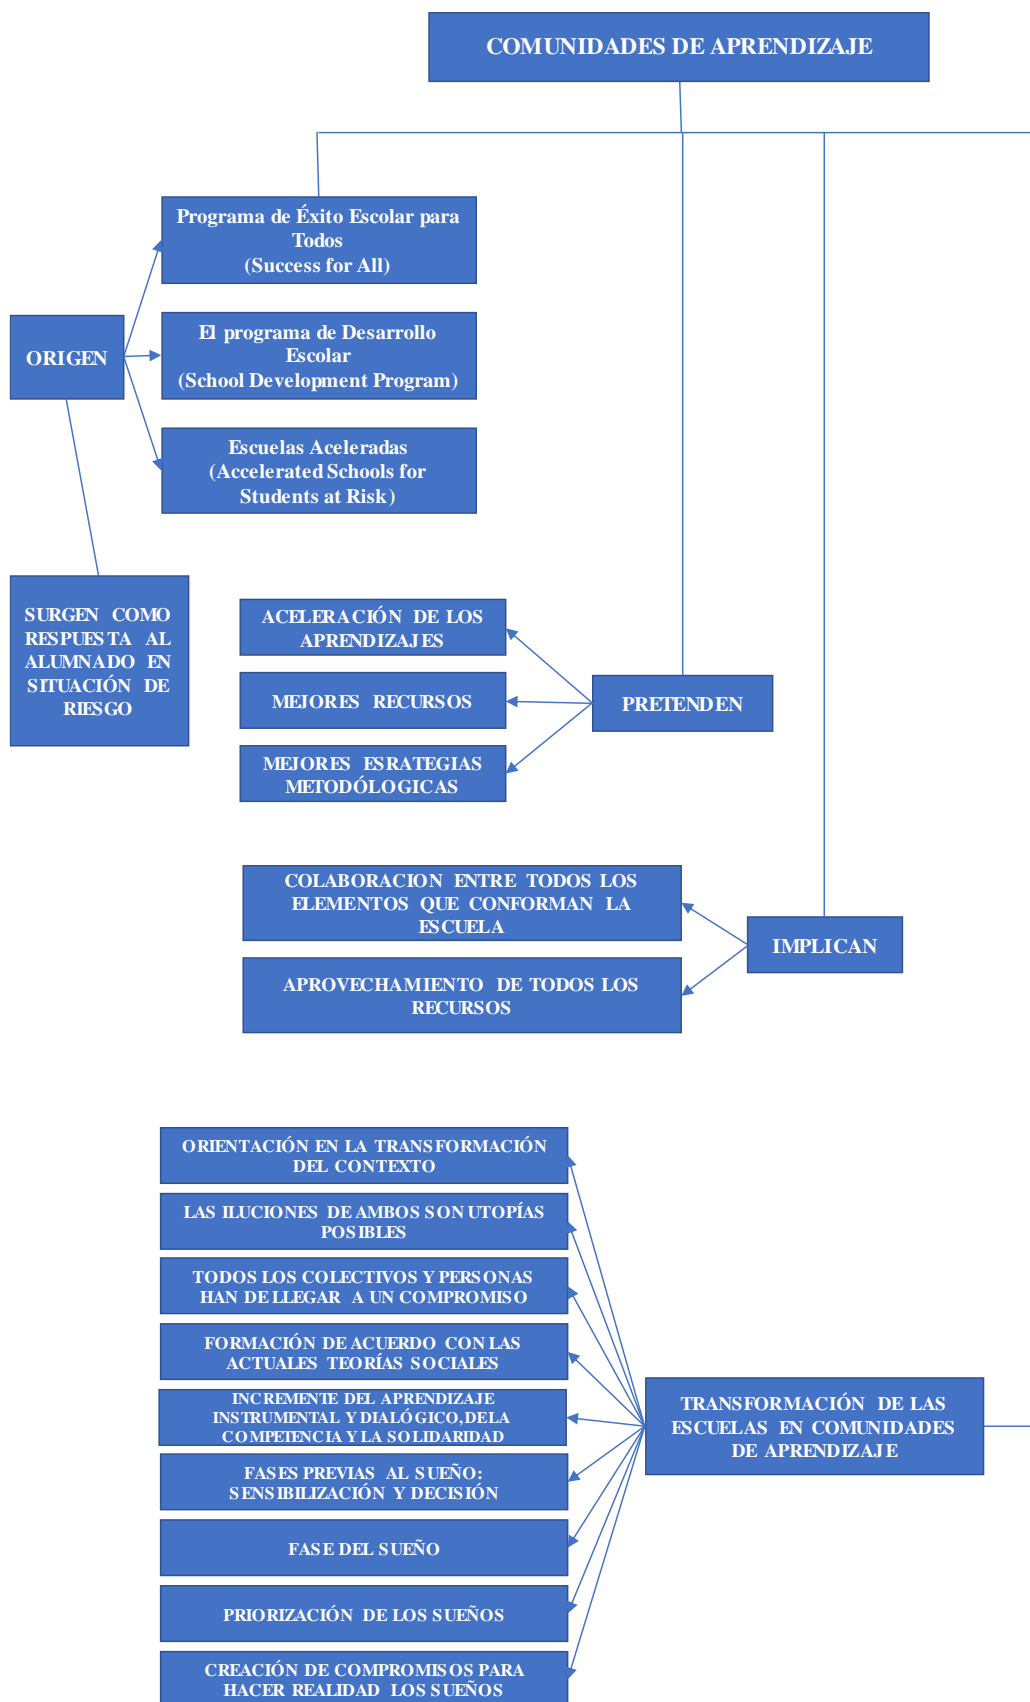 COMUNIDADES DE APRENDIZAJE
Programa de Éxito Escolar para
Todos
(Success for All)
El programa de Desarrollo
Escolar
(School Development Program)
ORIGEN
Escuelas Aceleradas
(Accelerated Schools for
Students at Risk)
SURGEN COMO
RESPUESTA AL
ALUMNADO EN
SITUACIÓN DE
RIESGO
ACELERACIÓN DE LOS
APRENDIZAJES
MEJORES RECURSOS
PRETENDEN
MEJORES ESRATEGIAS
METODÓLOGICAS
COLABORACION ENTRE TODOS LOS
ELEMENTOS QUE CONFORMAN LA
ESCUELA
IMPLICAN
APROVECHAMIENTO DE TODOS LOS
RECURSOS
ORIENTACIÓN EN LA TRANSFORMACIÓN
DEL CONTEXTO
LAS ILUCIONES DE AMBOS SON UTOPÍAS
POSIBLES
TODOS LOS COLECTIVOS Y PERSONAS
HAN DE LLEGAR A UN COMPROMISO
FORMACIÓN DE ACUERDO CON LAS
ACTUALES TEORÍAS SOCIALES
INCREMENTE DEL APRENDIZAJE
INSTRUMENTAL Y DIALÓGICO, DE LA
COMPETENCIA Y LA SOLIDARIDAD
TRANSFORMACIÓN DE LAS
ESCUELAS EN COMUNIDADES
DE APRENDIZAJE
FASES PREVIAS AL SUEÑO:
SENSIBILIZACIÓN Y DECISIÓN
FASE DEL SUEÑO
PRIORIZACIÓN DE LOS SUEÑOS
CREACIÓN DE COMPROMISOS PARA
HACER REALIDAD LOS SUEÑOS